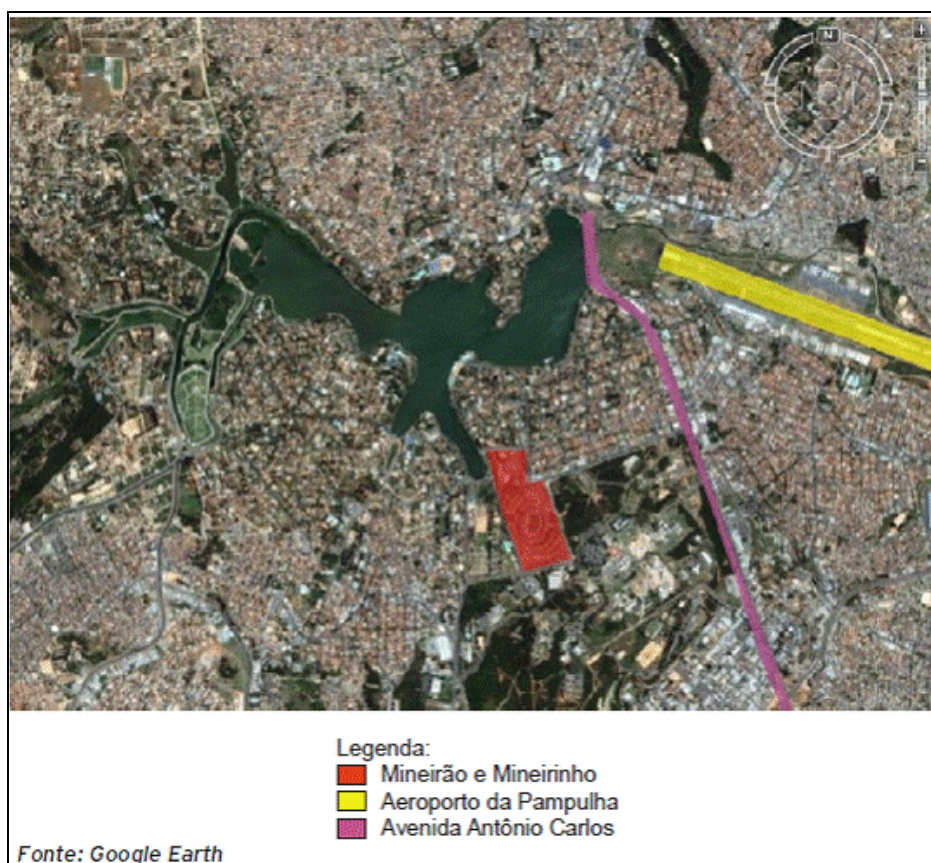 N
Legenda:
Mineirão e Mineirinho
Aeroporto da Pampulha
Avenida Antônio Carlos
Fonte: Google Earth